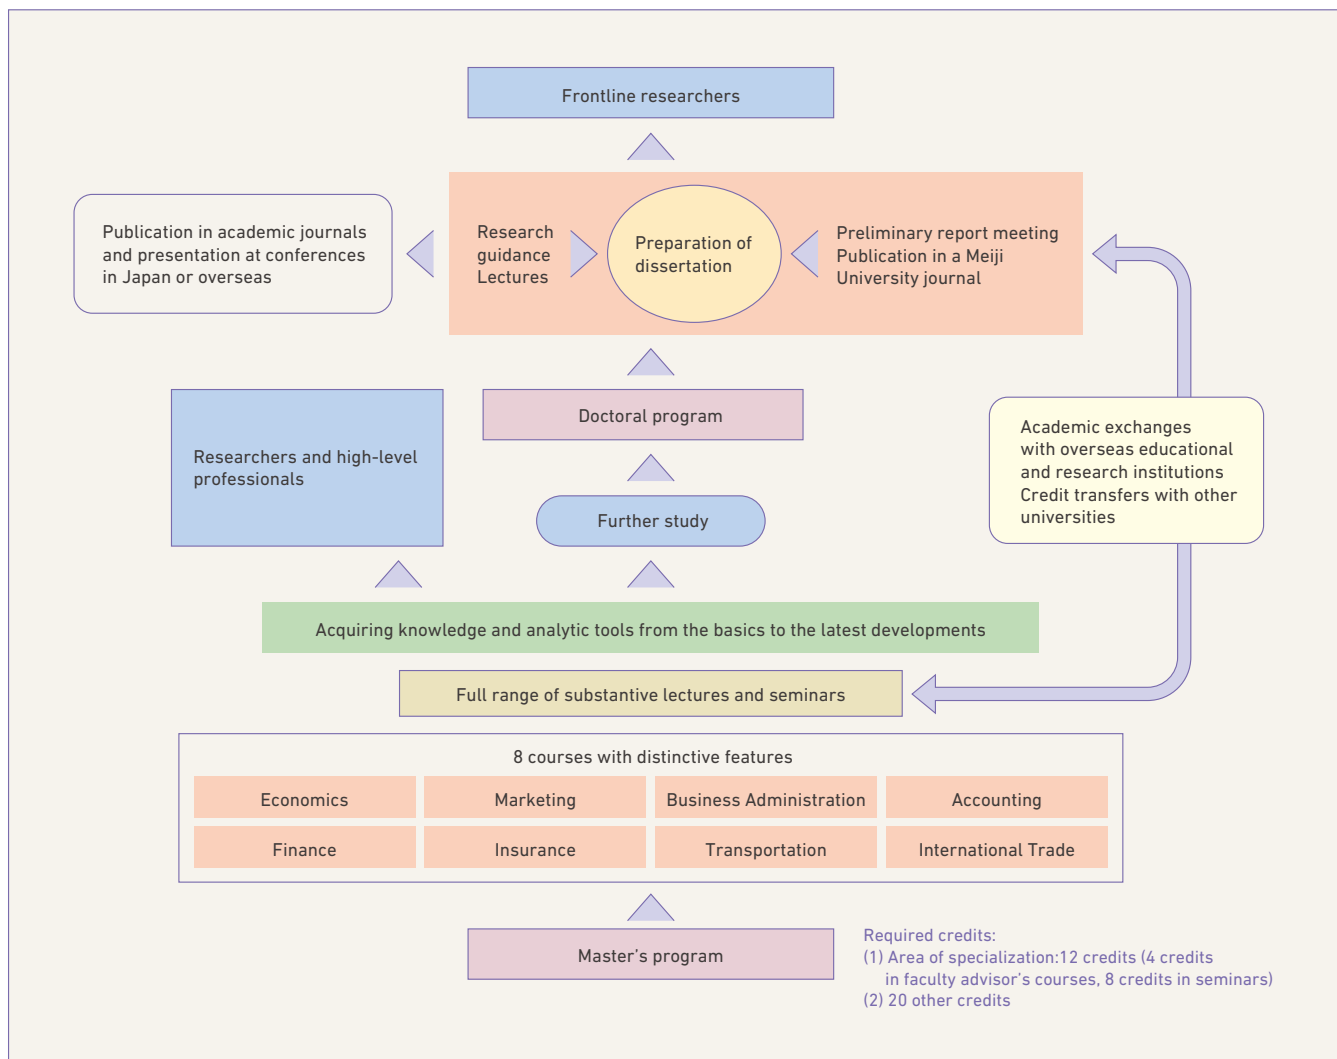 Frontline researchers
Publication in academic journals
and presentation at conferences
in Japan or overseas
Research
guidance
Lectures
Preparation of
dissertation
Preliminary report meeting
Publication in a Meiji
University journal
Researchers and high-level
professionals
Doctoral program
Further study
Academic exchanges
with overseas educational
and research institutions
Credit transfers with other
universities
Acquiring knowledge and analytic tools from the basics to the latest developments
Full range of substantive lectures and seminars
8 courses with distinctive features
Economics
Marketing
Business Administration
Accounting
Finance
Insurance
Transportation
International Trade
Master's program
Required credits:
(1) Area of specialization:12 credits (4 credits
in faculty advisor's courses, 8 credits in seminars)
(2) 20 other credits